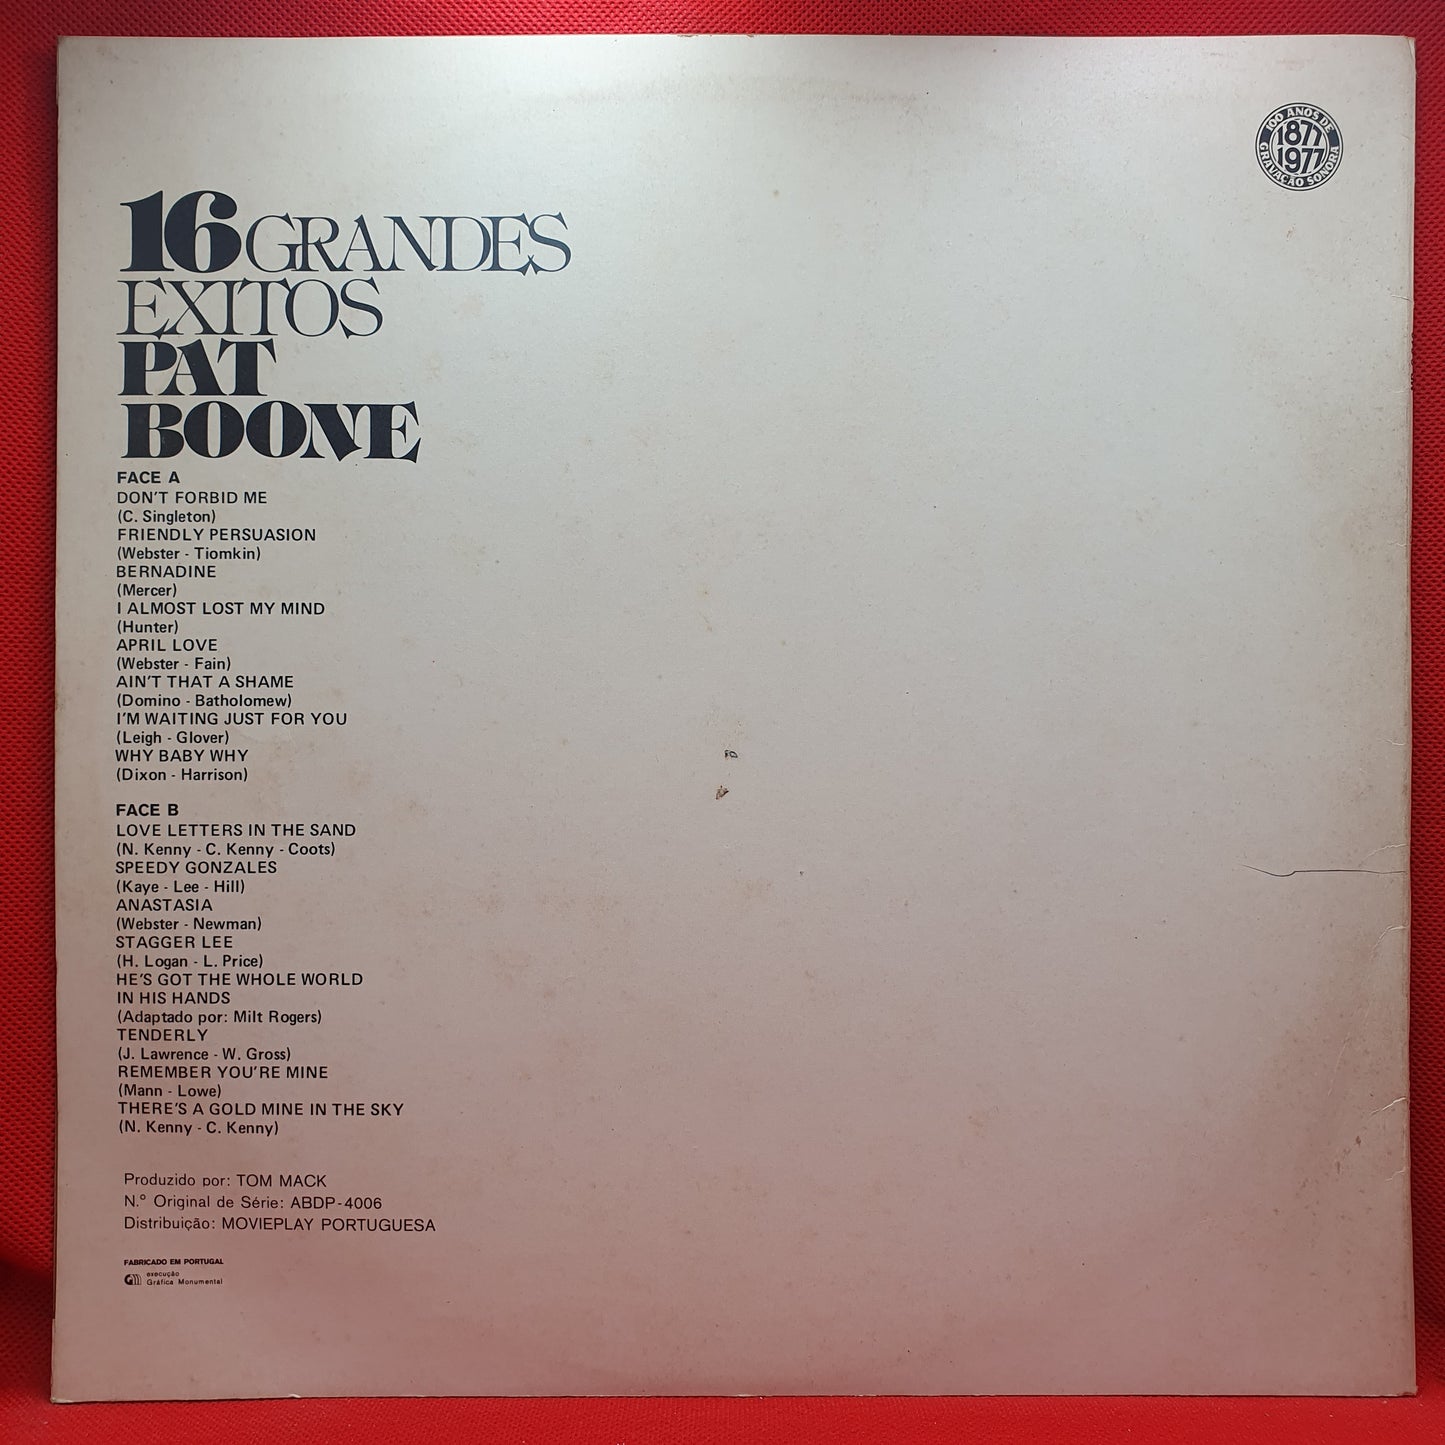 100 ANOS DE
1877
1977
GRAVAÇÃO SONORA
16 GRANDES
EXITOS
PAT
BOONE
FACE A
DON'T FORBID ME
(C. Singleton)
FRIENDLY PERSUASION
(Webster - Tiomkin)
BERNADINE
(Mercer)
I ALMOST LOST MY MIND
(Hunter)
APRIL LOVE
(Webster - Fain)
AIN'T THAT A SHAME
(Domino - Batholomew)
I'M WAITING JUST FOR YOU
(Leigh - Glover)
WHY BABY WHY
(Dixon - Harrison)
FACE B
LOVE LETTERS IN THE SAND
(N. Kenny - C. Kenny - Coots)
SPEEDY GONZALES
(Kaye - Lee - Hill)
ANASTASIA
(Webster - Newman)
STAGGER LEE
(H. Logan - L. Price)
HE'S GOT THE WHOLE WORLD
IN HIS HANDS
(Adaptado por: Milt Rogers)
TENDERLY
(J. Lawrence - W. Gross)
REMEMBER YOU'RE MINE
(Mann - Lowe)
THERE'S A GOLD MINE IN THE SKY
(N. Kenny - C. Kenny)
Produzido por: TOM MACK
N.º Original de Série: ABDP-4006
Distribuição: MOVIEPLAY PORTUGUESA
FABRICADO EM PORTUGAL
execução
Gráfica Monumental